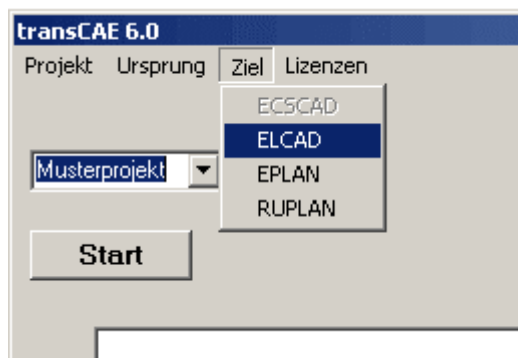 transCAE 6.0
Projekt Ursprung Ziel Lizenzen
ECSCAD
ELCAD
EPLAN
RUPLAN
Musterprojekt
Start